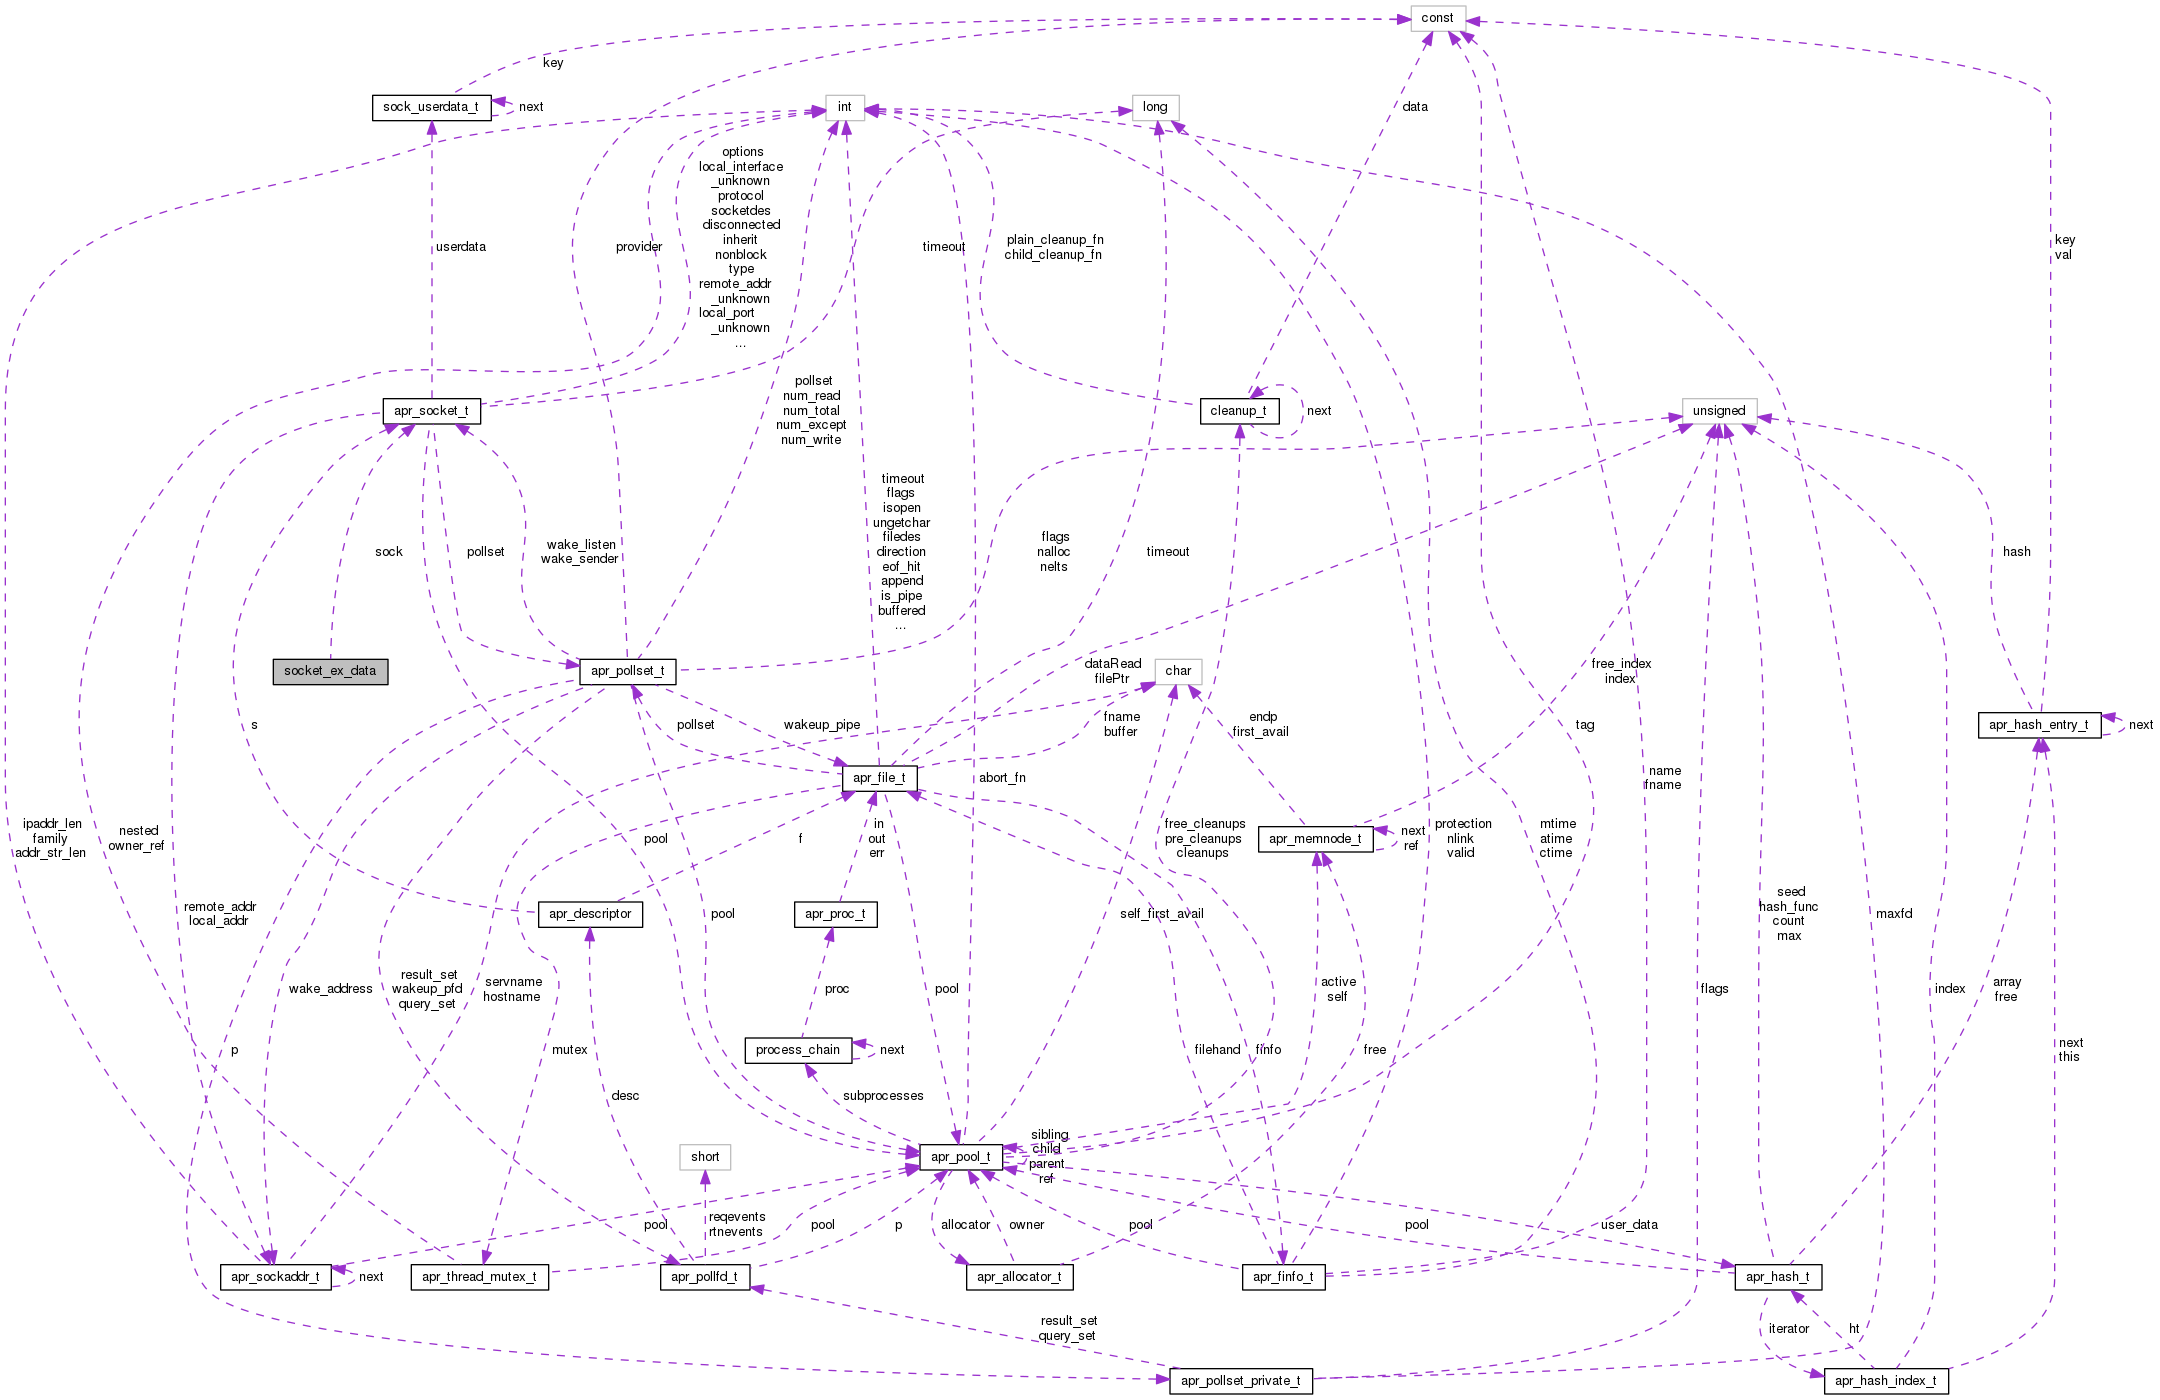 const
key
sock_userdata_t
next
int
long
data
options
local_interface
_unknown
protocol
socketdes
disconnected
inherit
nonblock
type
remote_addr
_unknown
local_port
_unknown
...
userdata
provider
timeout
plain_cleanup_fn
child_cleanup_fn
key
val
apr_socket_t
pollset
num_read
num_total
num_except
num_write
cleanup_t
next
unsigned
timeout
flags
isopen
ungetchar
filedes
direction
eof_hit
append
is_pipe
buffered
...
sock
pollset
wake_listen
wake_sender
flags
nalloc
nelts
timeout
hash
socket_ex_data
apr_pollset_t
dataRead
filePtr
char
free_index
index
s
pollset
wakeup_pipe
fname
buffer
endp
first_avail
tag
apr_hash_entry_t
next
apr_file_t
abort_fn
name
fname
ipaddr_len
family
addr_str_len
nested
owner_ref
pool
f
in
out
err
free_cleanups
pre_cleanups
cleanups
apr_memnode_t
next
ref
protection
nlink
valid
mtime
atime
ctime
remote_addr
local_addr
apr_descriptor
pool
apr_proc_t
self_first_avail
seed
hash_func
count
max
maxfd
wake_address
result_set
wakeup_pfd
query_set
servname
hostname
proc
pool
active
self
flags
index
array
free
p
mutex
process_chain
next
filehand
finfo
free
next
this
desc
subprocesses
short
apr_pool_t
sibling
child
parent
ref
pool
reqevents
rtnevents
pool
p
allocator
owner
pool
pool
user_data
apr_sockaddr_t
next
apr_thread_mutex_t
apr_pollfd_t
apr_allocator_t
apr_finfo_t
apr_hash_t
result_set
query_set
iterator
ht
apr_pollset_private_t
apr_hash_index_t